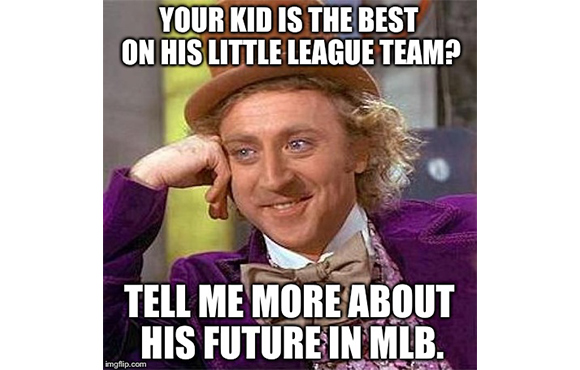 YOUR KID IS THE BEST
ON HIS LITTLE LEAGUE TEAM?
TELL ME MORE ABOUT
HIS FUTURE IN MLB.
imgflip.com